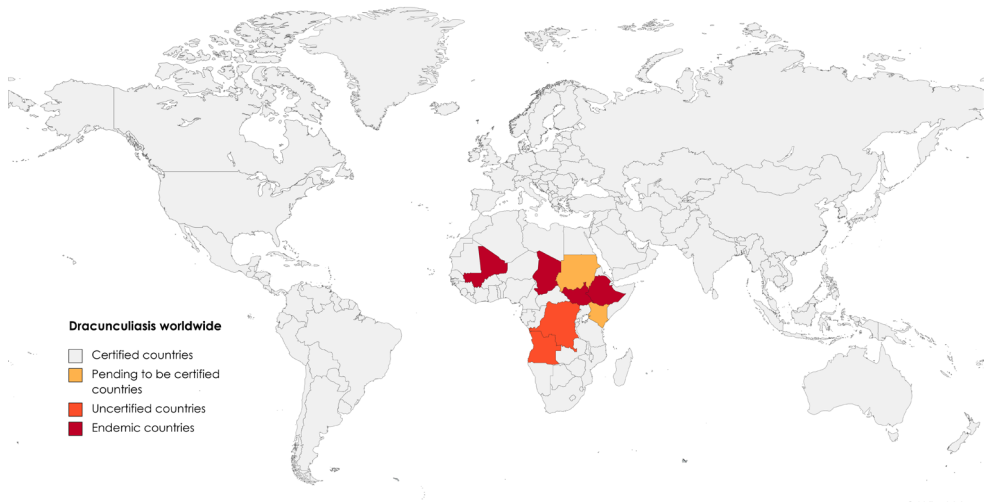 Dracunculiasis worldwide
Certified countries
Pending to be certified
countries
Uncertified countries
Endemic countries